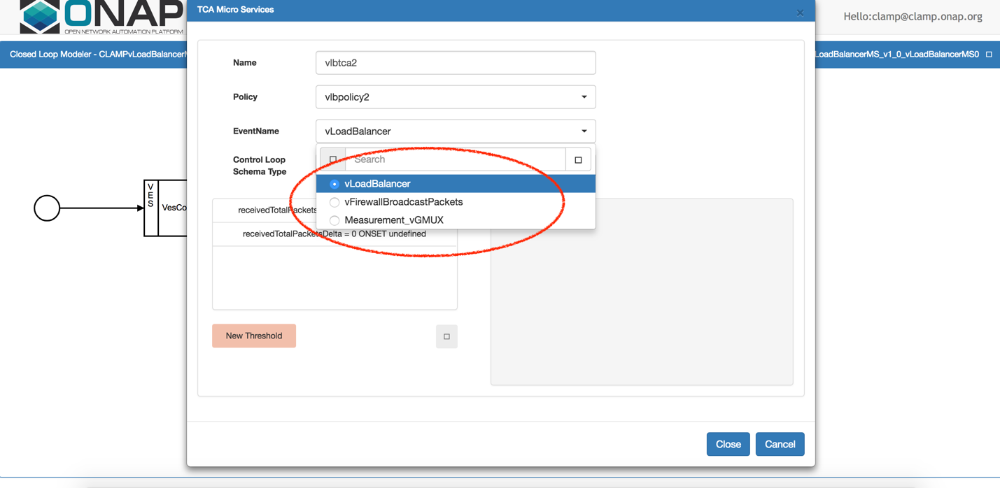 ONAP
OPEN NETWORK AUTOMATION PLATFORM
TCA Micro Services
×
Hello:clamp@clamp.onap.org
Closed Loop Modeler - CLAMPvLoadBalancerM
LoadBalancerMS_v1_0_vLoadBalancerMS0
Name
vlbtca2
Policy
vlbpolicy2
EventName
vLoadBalancer
Control Loop
Schema Type
Search
vLoadBalancer
vFirewallBroadcastPackets
Measurement_vGMUX
VES
VesCo
receivedTotalPackets
receivedTotalPacketsDelta = 0 ONSET undefined
New Threshold
Close
Cancel